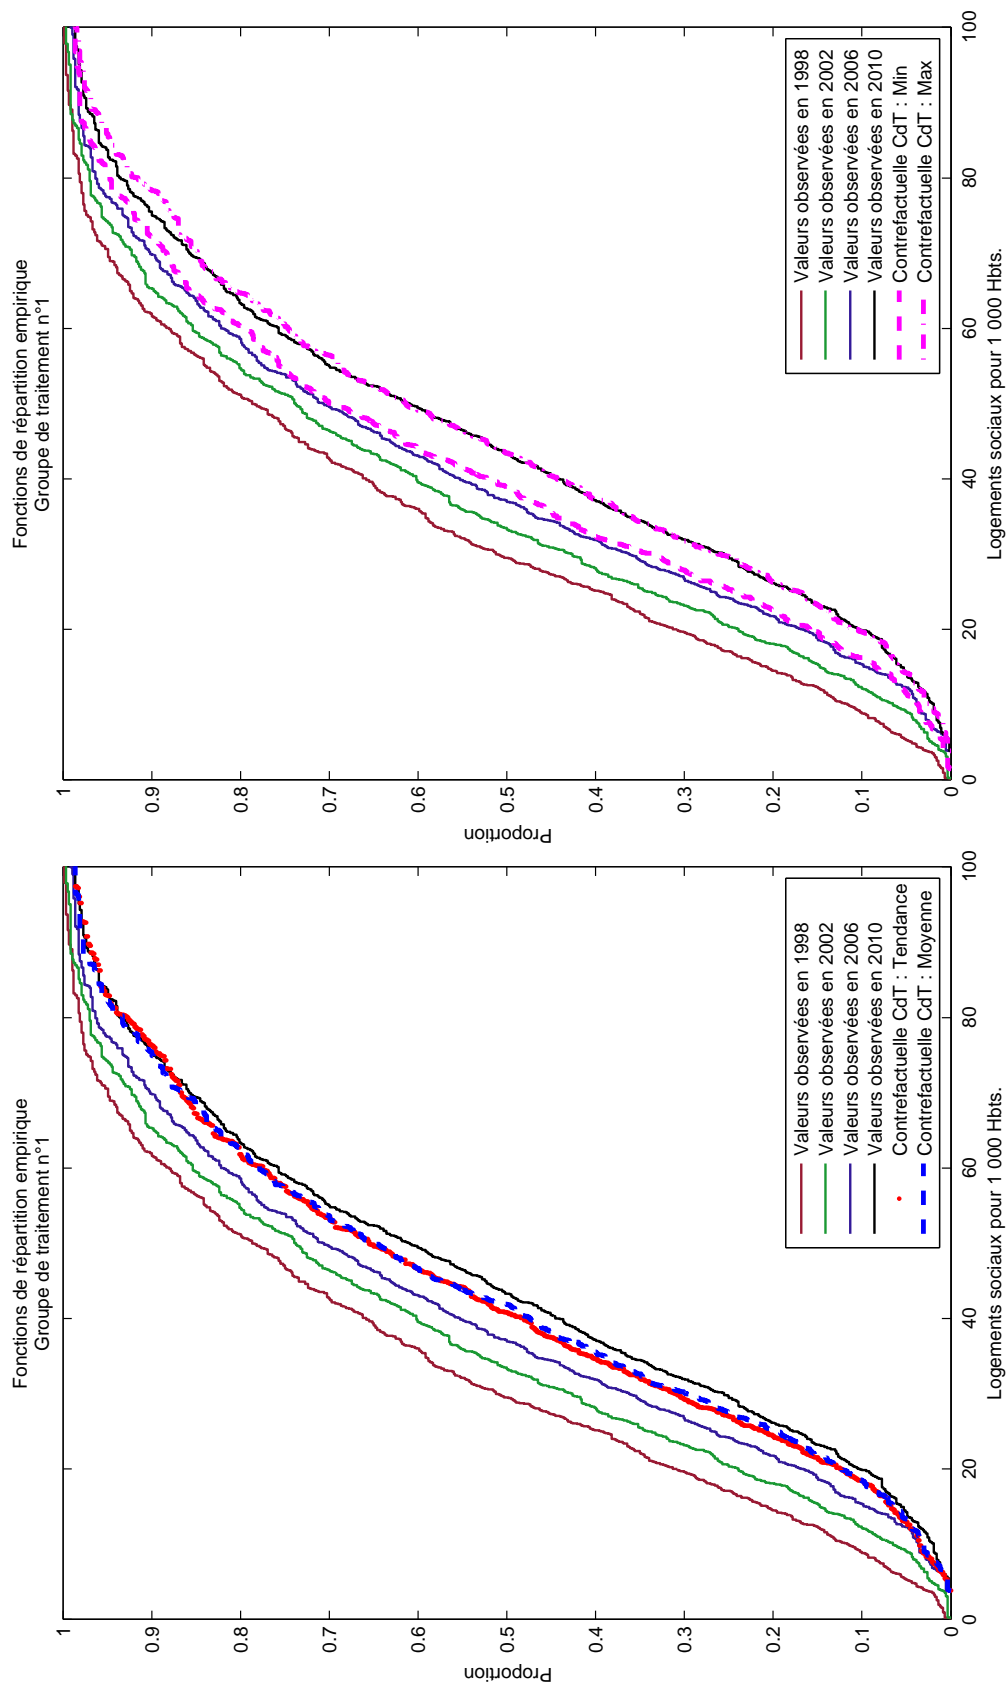 Fonctions de répartition empirique
Groupe de traitement n°1
1
0.9
0.8
0.7
0.6
0.5
0.4
0.3
0.2
0.1
0
Proportion
0
20
40
60
80
100
Logements sociaux pour 1 000 Hbts.
Valeurs observées en 1998
Valeurs observées en 2002
Valeurs observées en 2006
Valeurs observées en 2010
Contrefactuelle CdT : Tendance
Contrefactuelle CdT : Moyenne
Fonctions de répartition empirique
Groupe de traitement n°1
1
0.9
0.8
0.7
0.6
0.5
0.4
0.3
0.2
0.1
0
Proportion
0
20
40
60
80
100
Logements sociaux pour 1 000 Hbts.
Valeurs observées en 1998
Valeurs observées en 2002
Valeurs observées en 2006
Valeurs observées en 2010
Contrefactuelle CdT : Min
Contrefactuelle CdT : Max